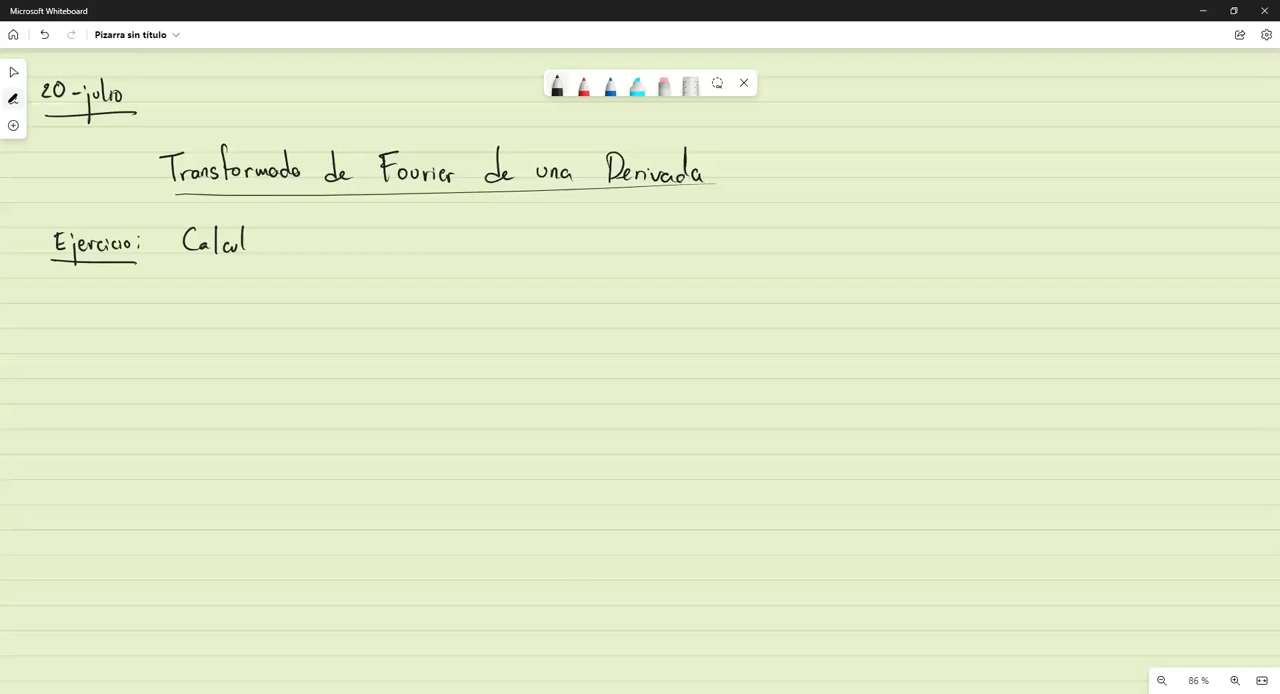 Microsoft Whiteboard
Pizarra sin título
20-julio
Transformada de Fourier de una Derivada
Ejercicio: Calcul
86 %